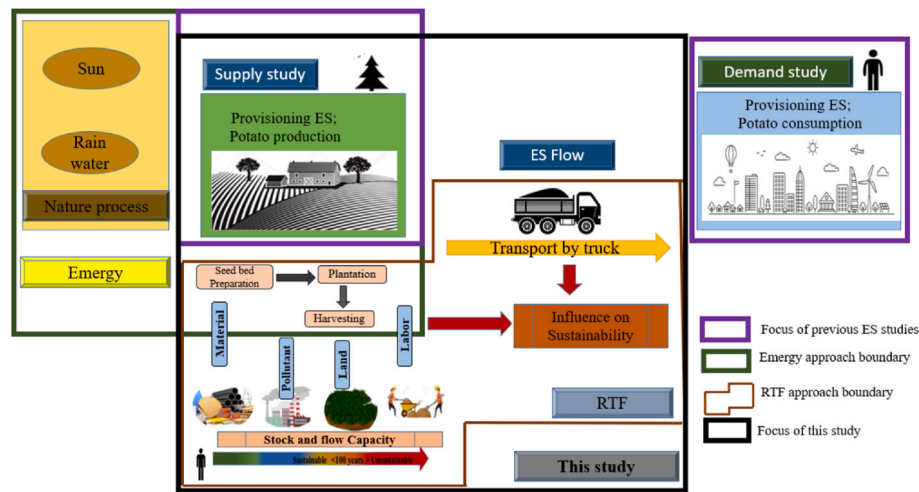 Sun
Rain
water
Nature process
Emergy
Supply study
Provisioning ES;
Potato production
ES Flow
Transport by truck
Demand study
Provisioning ES;
Potato consumption
Seed bed
Preparation
Plantation
Harvesting
Material
Pollutant
Land
Labor
Influence on
Sustainability
Stock and flow Capacity
Sustainable <100 years > Unsustainable
RTF
This study
Focus of previous ES studies
Emergy approach boundary
RTF approach boundary
Focus of this study